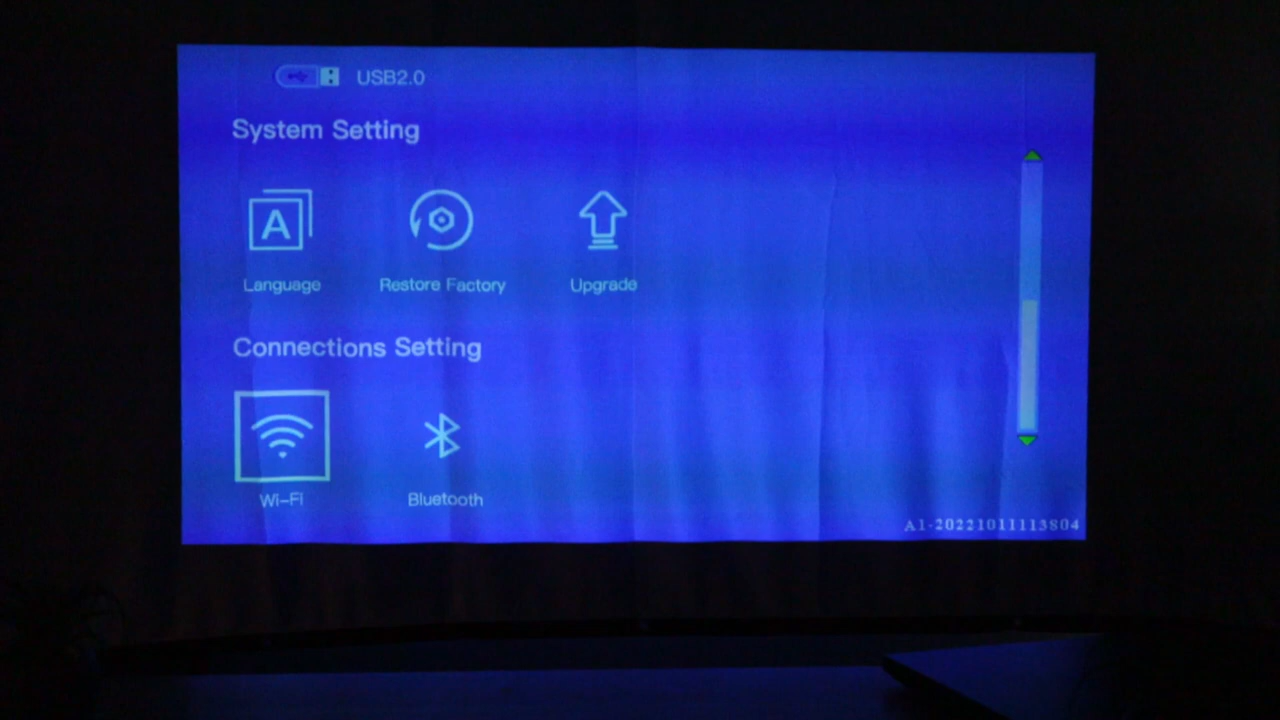 USB2.0
System Setting
A
Language Restore Factory Upgrade
Connections Setting
Wi-Fi Bluetooth
A1-20221011113804